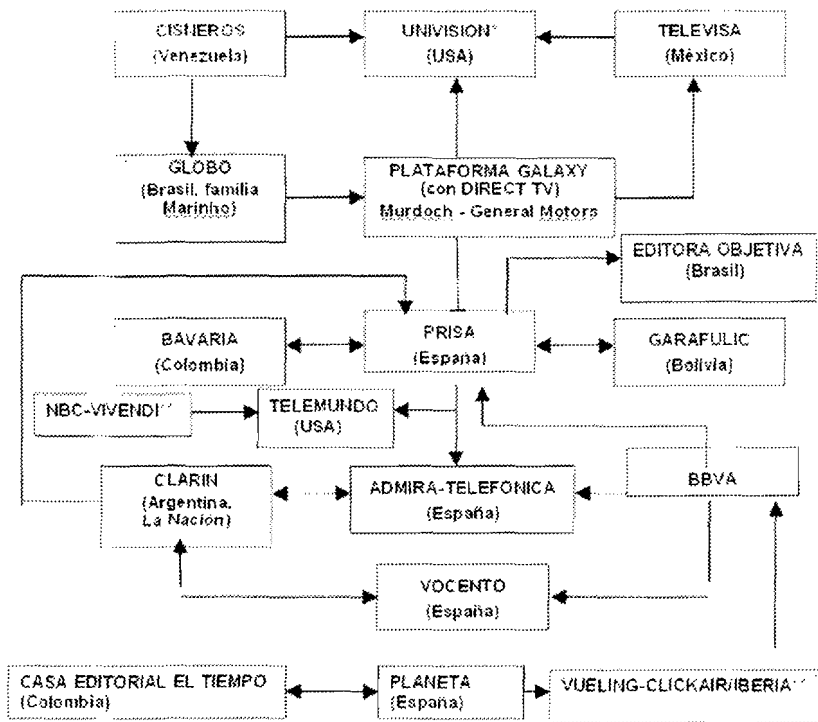 CISNEROS
(Venezuela)
UNIVISION*
(USA)
TELEVISA
(México)
GLOBO
(Brasil, familia
Marinho)
PLATAFORMA GALAXY
(con DIRECT TV)
Murdoch - General Motors
EDITORA OBJETIVA
(Brasil)
BAVARIA
(Colombia)
PRISA
(España)
GARAFULIC
(Bolivia)
NBC-VIVENDI**
TELEMUNDO
(USA)
CLARIN
(Argentina,
La Nación)
ADMIRA-TELEFONICA
(España)
BBVA
VOCENTO
(España)
CASA EDITORIAL EL TIEMPO
(Colombia)
PLANETA
(España)
VUELING-CLICKAIR/IBERIA***